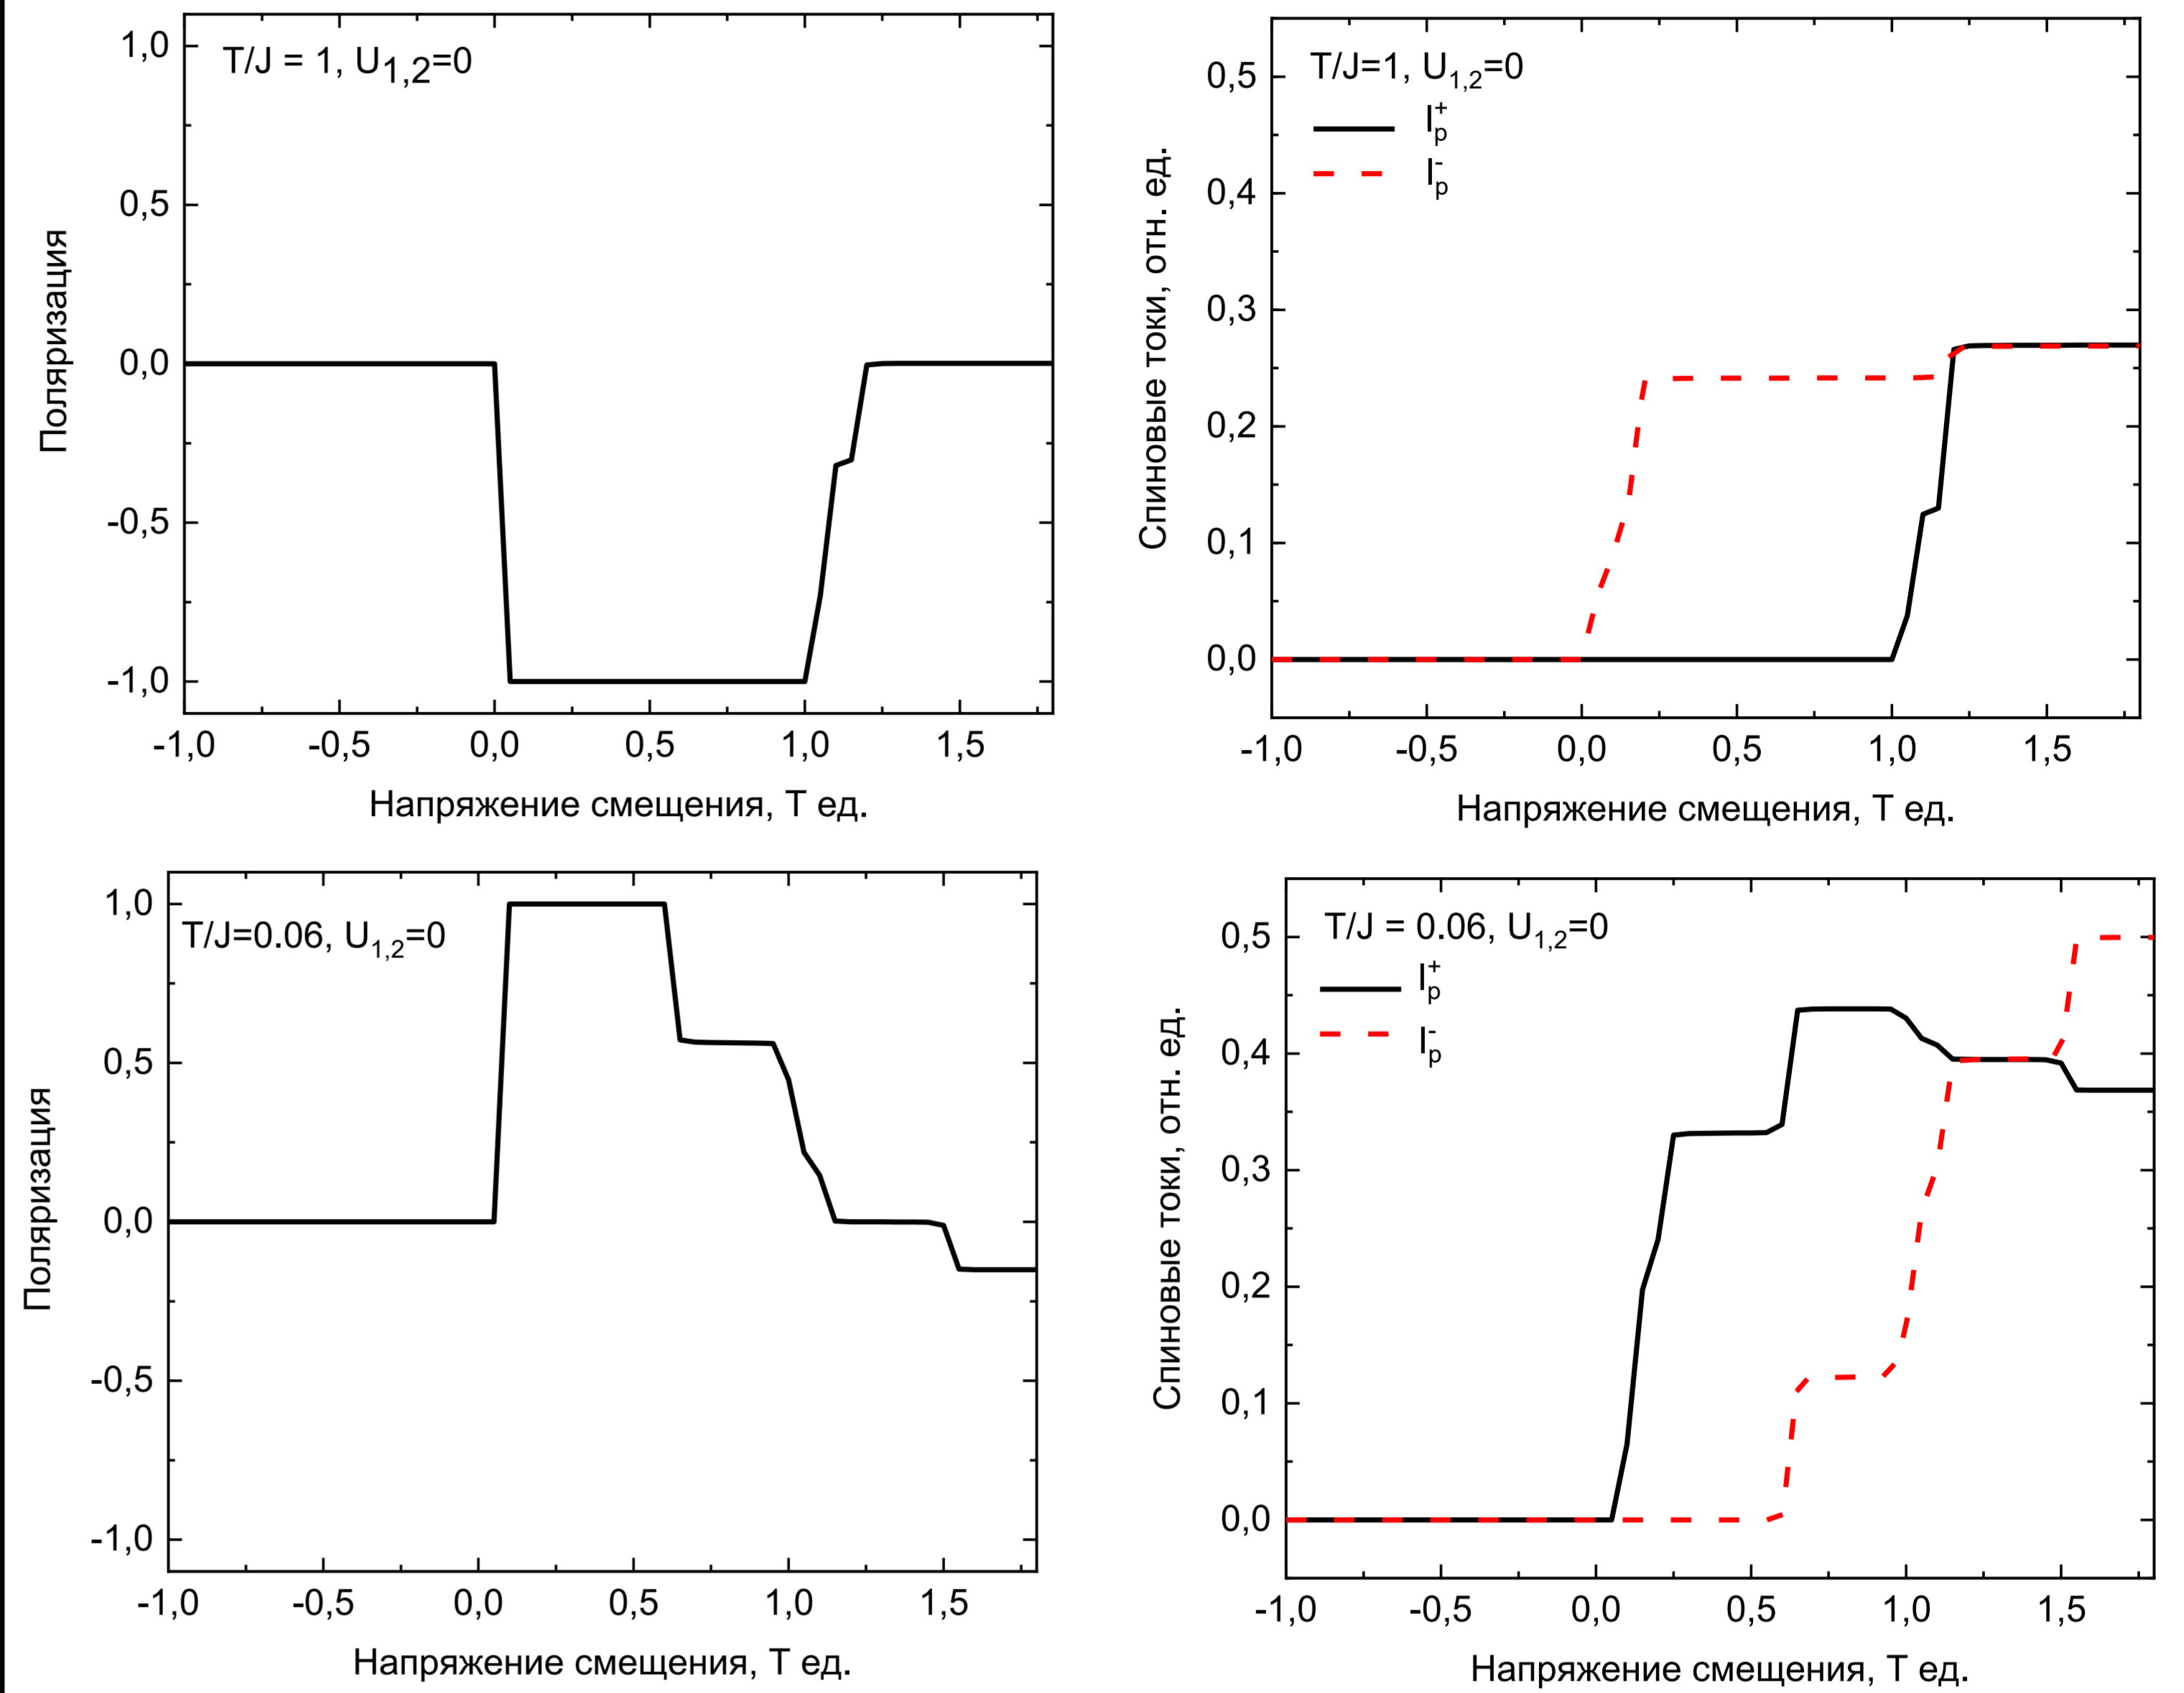 T/J = 1, U1,2=0
1,0
0,5
0,0
-0,5
-1,0
Поляризация
-1,0 -0,5 0,0 0,5 1,0 1,5
Напряжение смещения, T ед.
T/J=1, U1,2=0
Ip+
Ip-
0,5
0,4
0,3
0,2
0,1
0,0
Спиновые токи, отн. ед.
-1,0 -0,5 0,0 0,5 1,0 1,5
Напряжение смещения, T ед.
T/J=0.06, U1,2=0
1,0
0,5
0,0
-0,5
-1,0
Поляризация
-1,0 -0,5 0,0 0,5 1,0 1,5
Напряжение смещения, T ед.
T/J = 0.06, U1,2=0
Ip+
Ip-
0,5
0,4
0,3
0,2
0,1
0,0
Спиновые токи, отн. ед.
-1,0 -0,5 0,0 0,5 1,0 1,5
Напряжение смещения, T ед.